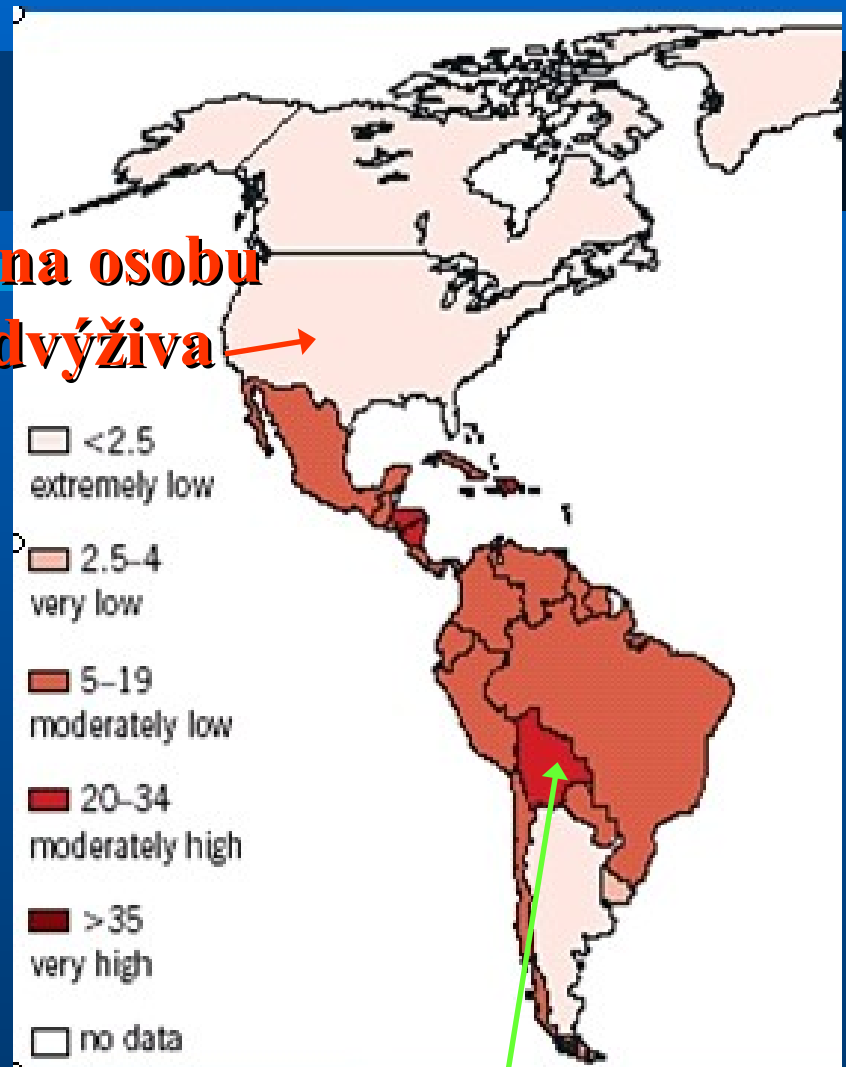 na osobu
dvýživa
<2.5
extremely low
2.5–4
very low
5–19
moderately low
20–34
moderately high
>35
very high
no data